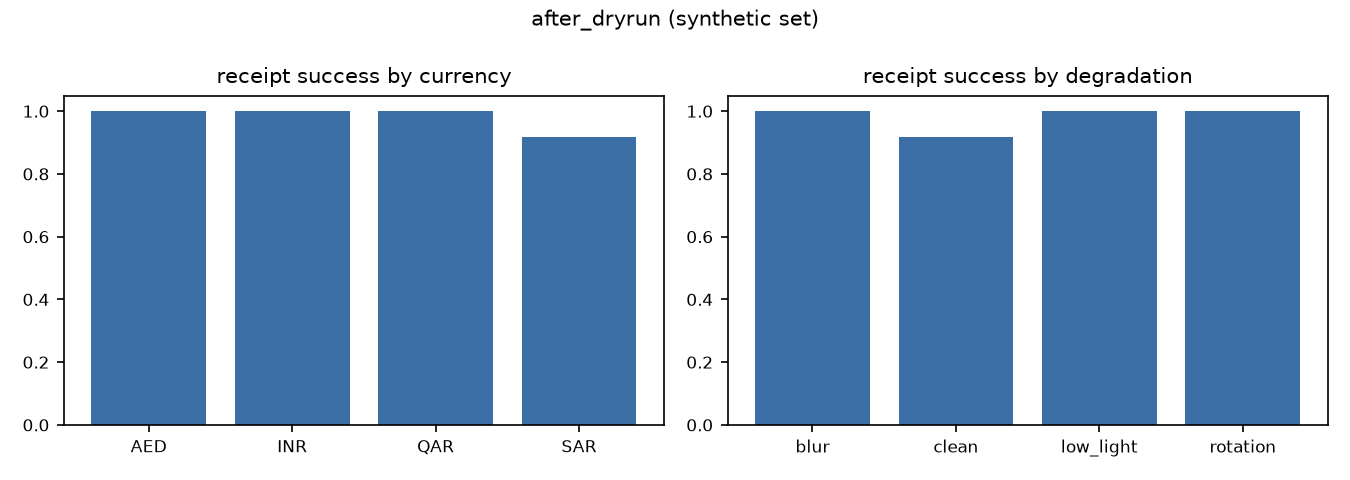 after_dryrun (synthetic set)
receipt success by currency
1.0
0.8
0.6
0.4
0.2
0.0
AED INR QAR SAR
receipt success by degradation
1.0
0.8
0.6
0.4
0.2
0.0
blur clean low_light rotation